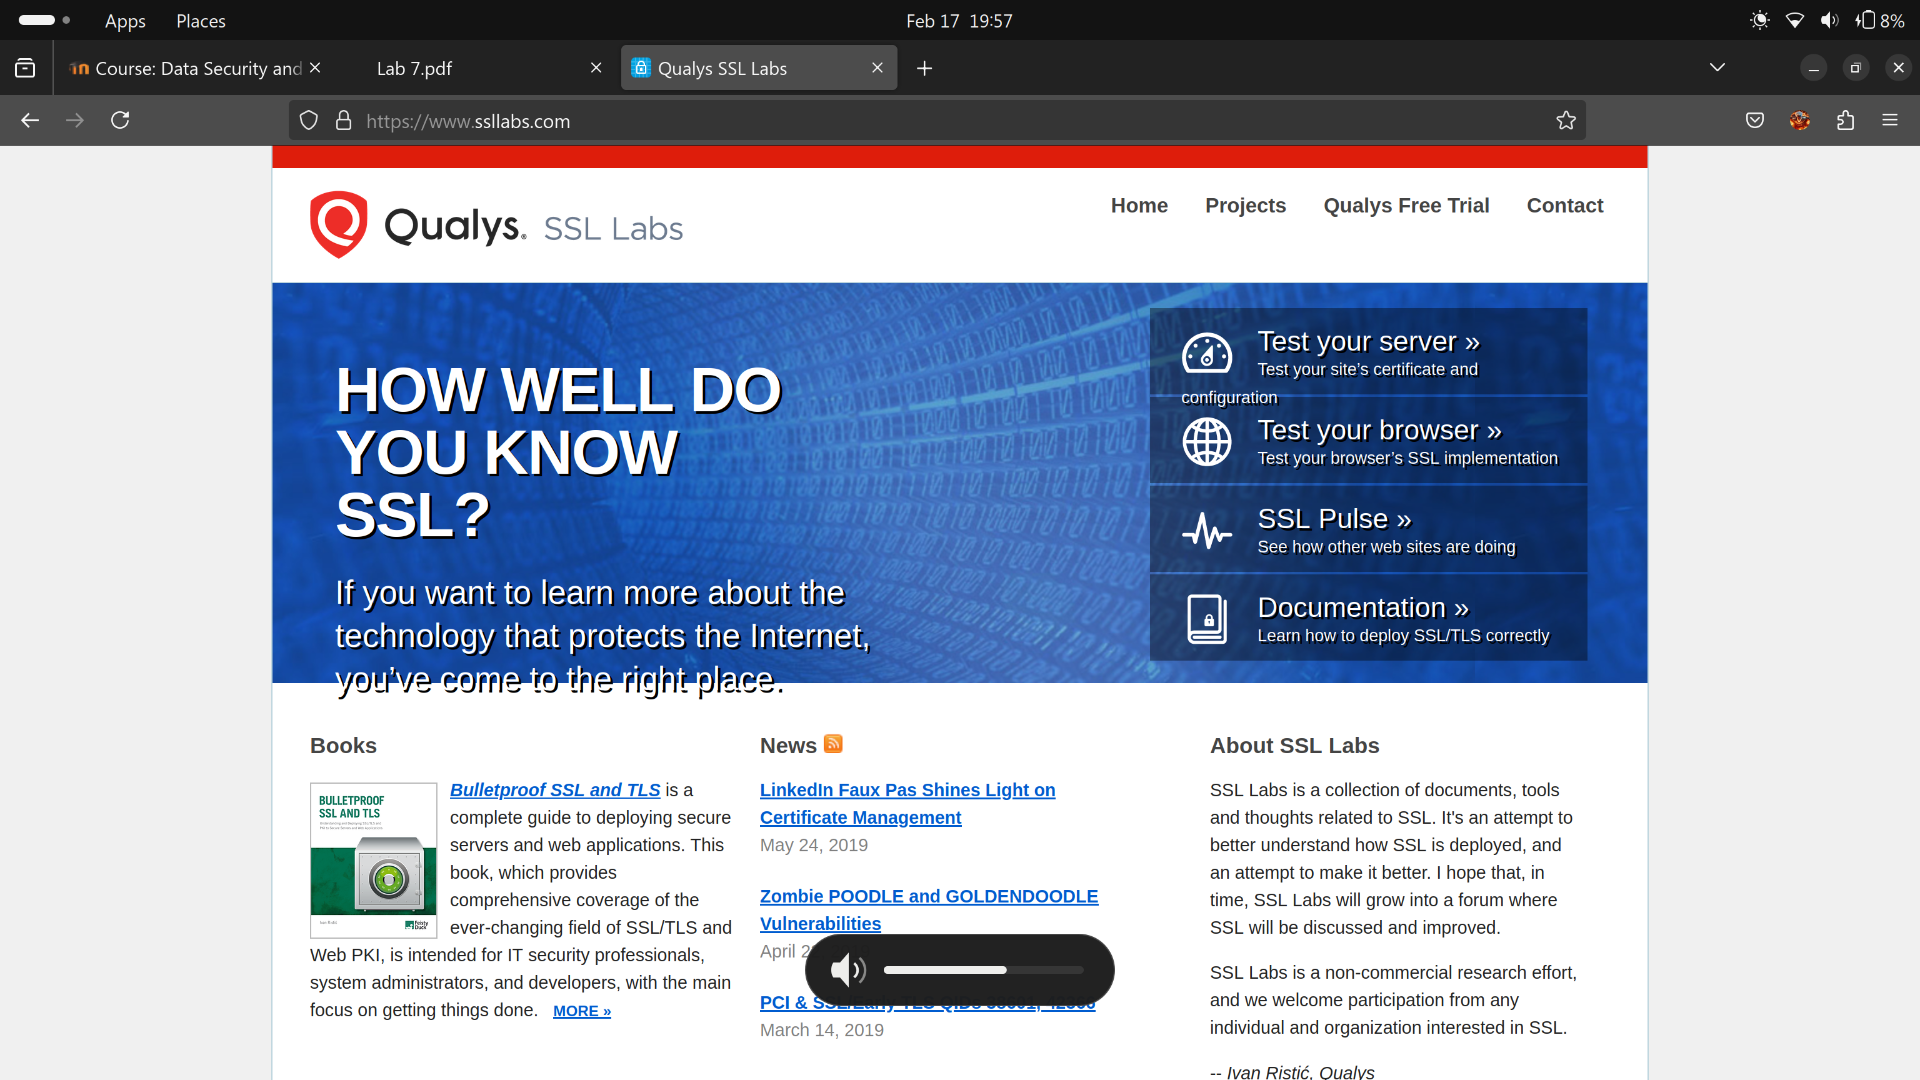 Apps Places Feb 17 19:57 8%
Course: Data Security and Lab 7.pdf Qualys SSL Labs
https://www.ssllabs.com
Qualys. SSL Labs
Home Projects Qualys Free Trial Contact
HOW WELL DO
YOU KNOW
SSL?
If you want to learn more about the
technology that protects the Internet,
you’ve come to the right place.
Test your server »
Test your site’s certificate and
configuration
Test your browser »
Test your browser’s SSL implementation
SSL Pulse »
See how other web sites are doing
Documentation »
Learn how to deploy SSL/TLS correctly
Books
BULLETPROOF
SSL AND TLS
Feisty
Duck
Bulletproof SSL and TLS is a
complete guide to deploying secure
servers and web applications. This
book, which provides
comprehensive coverage of the
ever-changing field of SSL/TLS and
Web PKI, is intended for IT security professionals,
system administrators, and developers, with the main
focus on getting things done. MORE »
News
LinkedIn Faux Pas Shines Light on
Certificate Management
May 24, 2019
Zombie POODLE and GOLDENDOODLE
Vulnerabilities
April
PCI &
March 14, 2019
About SSL Labs
SSL Labs is a collection of documents, tools
and thoughts related to SSL. It's an attempt to
better understand how SSL is deployed, and
an attempt to make it better. I hope that, in
time, SSL Labs will grow into a forum where
SSL will be discussed and improved.
SSL Labs is a non-commercial research effort,
and we welcome participation from any
individual and organization interested in SSL.
-- Ivan Ristić, Qualys